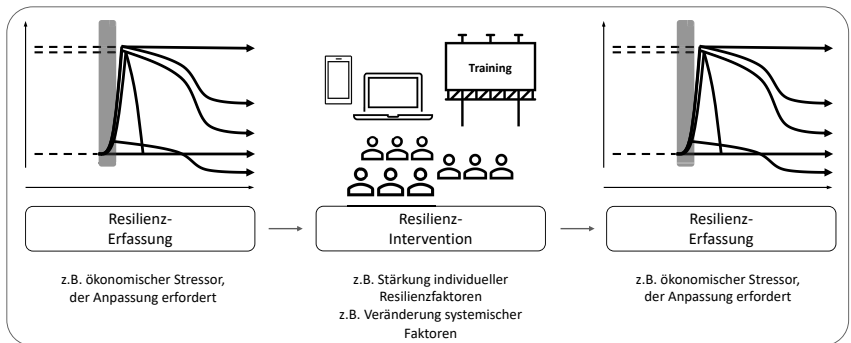 Training
Resilienz-
Erfassung
Resilienz-
Intervention
Resilienz-
Erfassung
z.B. ökonomischer Stressor,
der Anpassung erfordert
z.B. Stärkung individueller
Resilienzfaktoren
z.B. Veränderung systemischer
Faktoren
z.B. ökonomischer Stressor,
der Anpassung erfordert